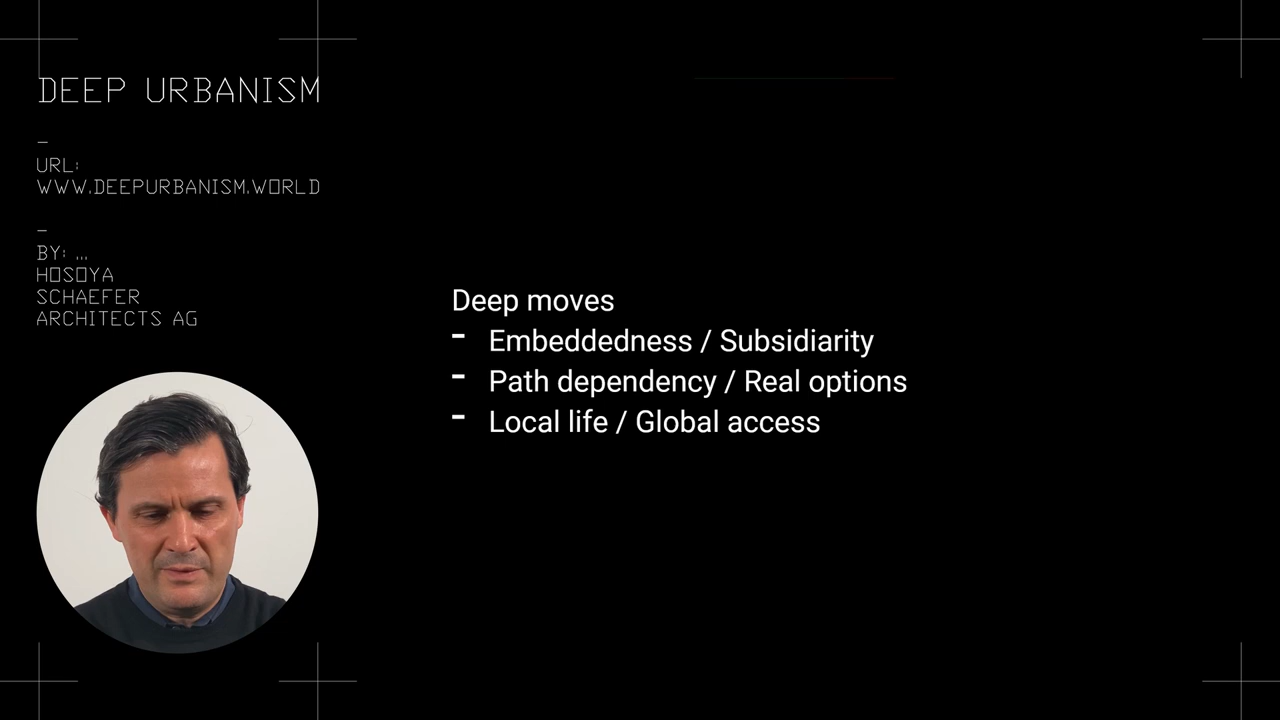 DEEP URBANISM
–
URL:
WWW.DEEPURBANISM.WORLD
–
BY: ...
HOSOYA
SCHAEFER
ARCHITECTS AG
Deep moves
- Embeddedness / Subsidiarity
- Path dependency / Real options
- Local life / Global access